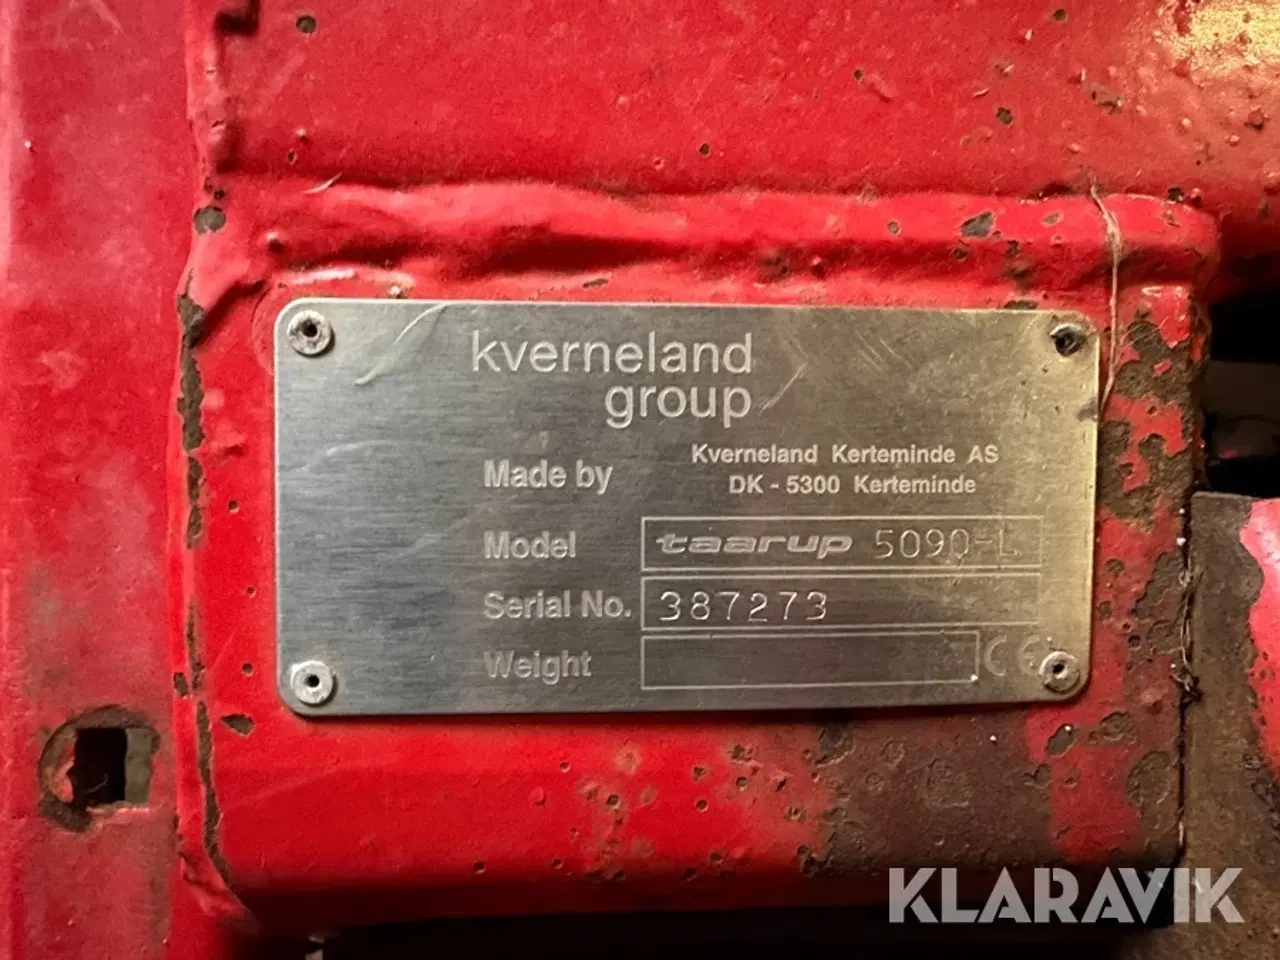 kverneland
group
Made by
Kverneland Kerteminde AS
DK - 5300 Kerteminde
Model taarup 5090-L
Serial No. 387273
Weight CE
KLARAVIK